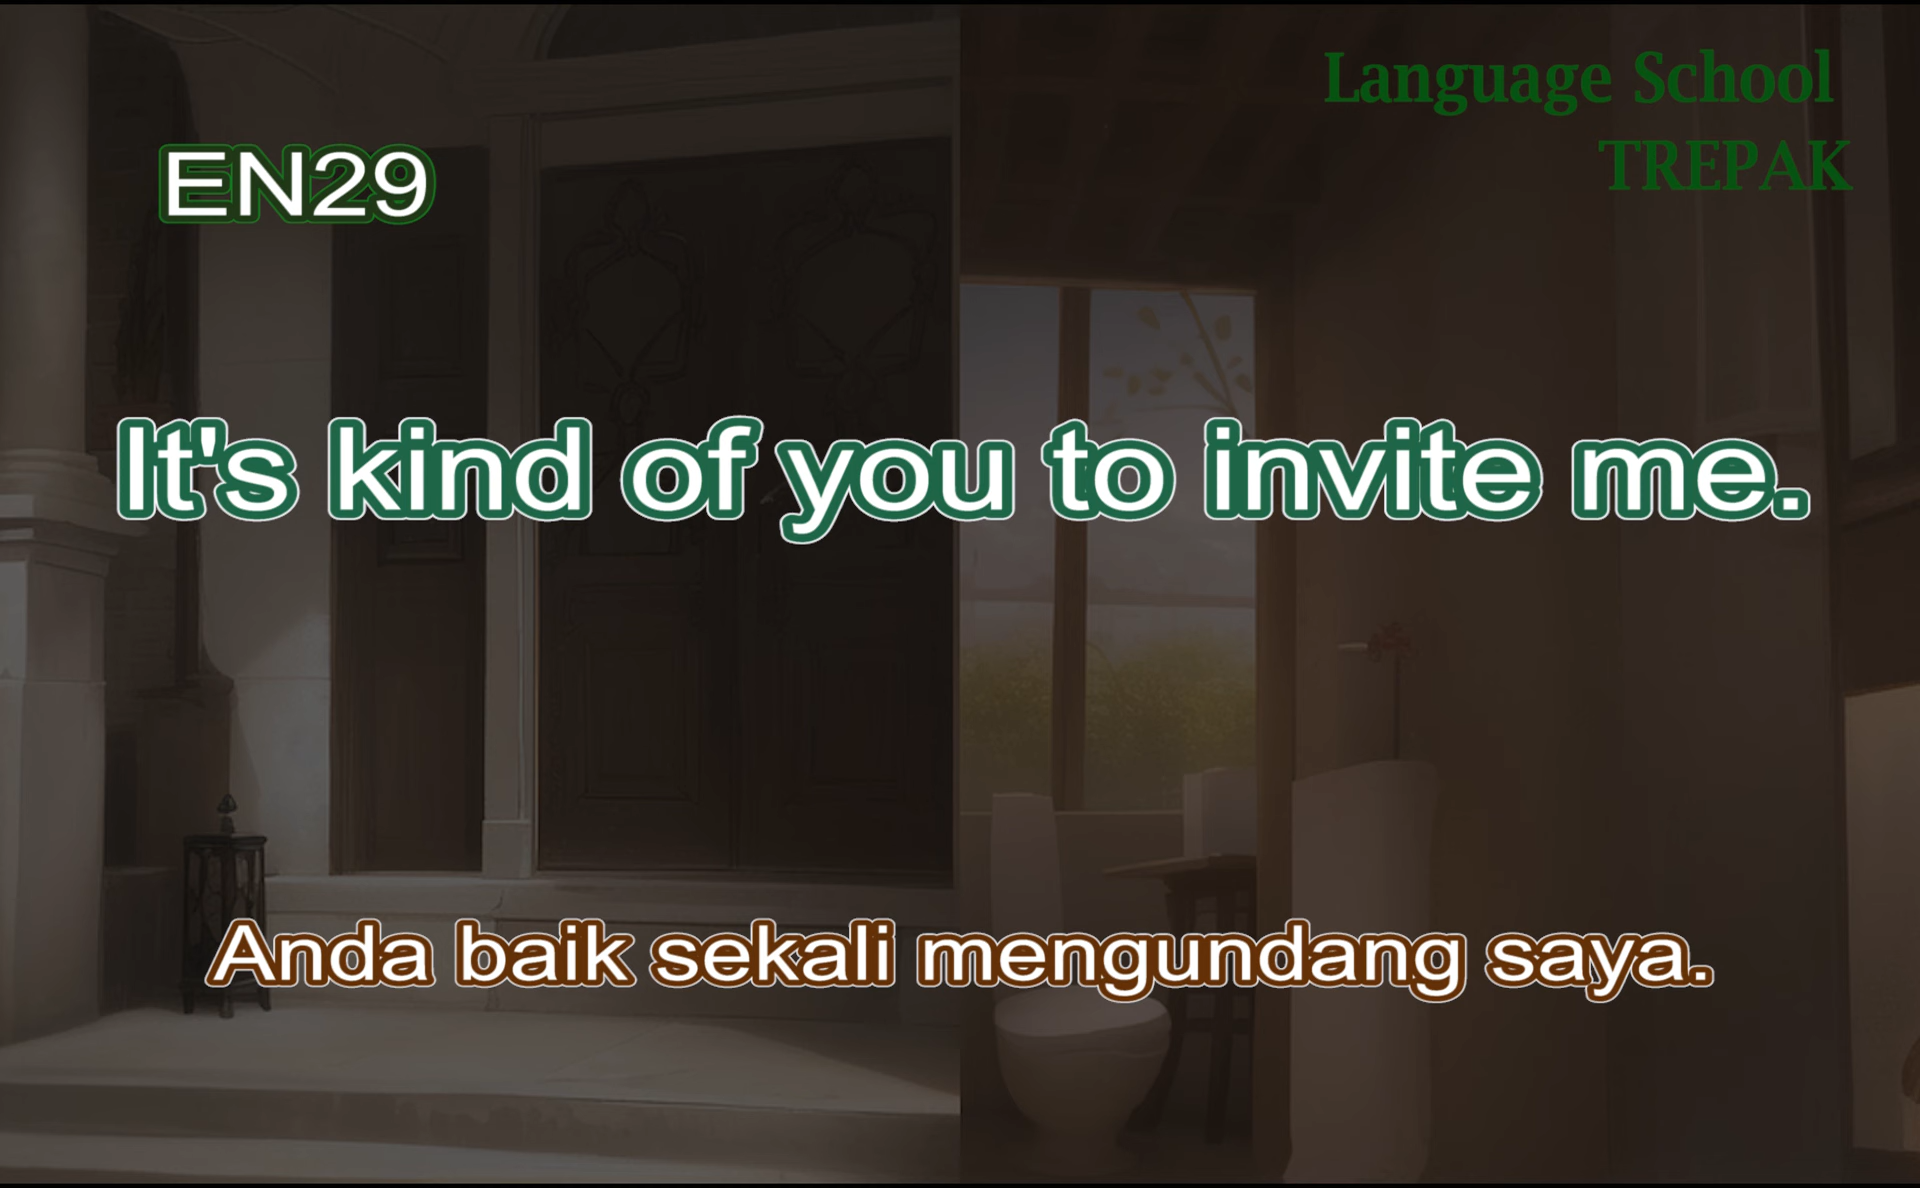 Language School
TREPAK
EN29
It's kind of you to invite me.
Anda baik sekali mengundang saya.